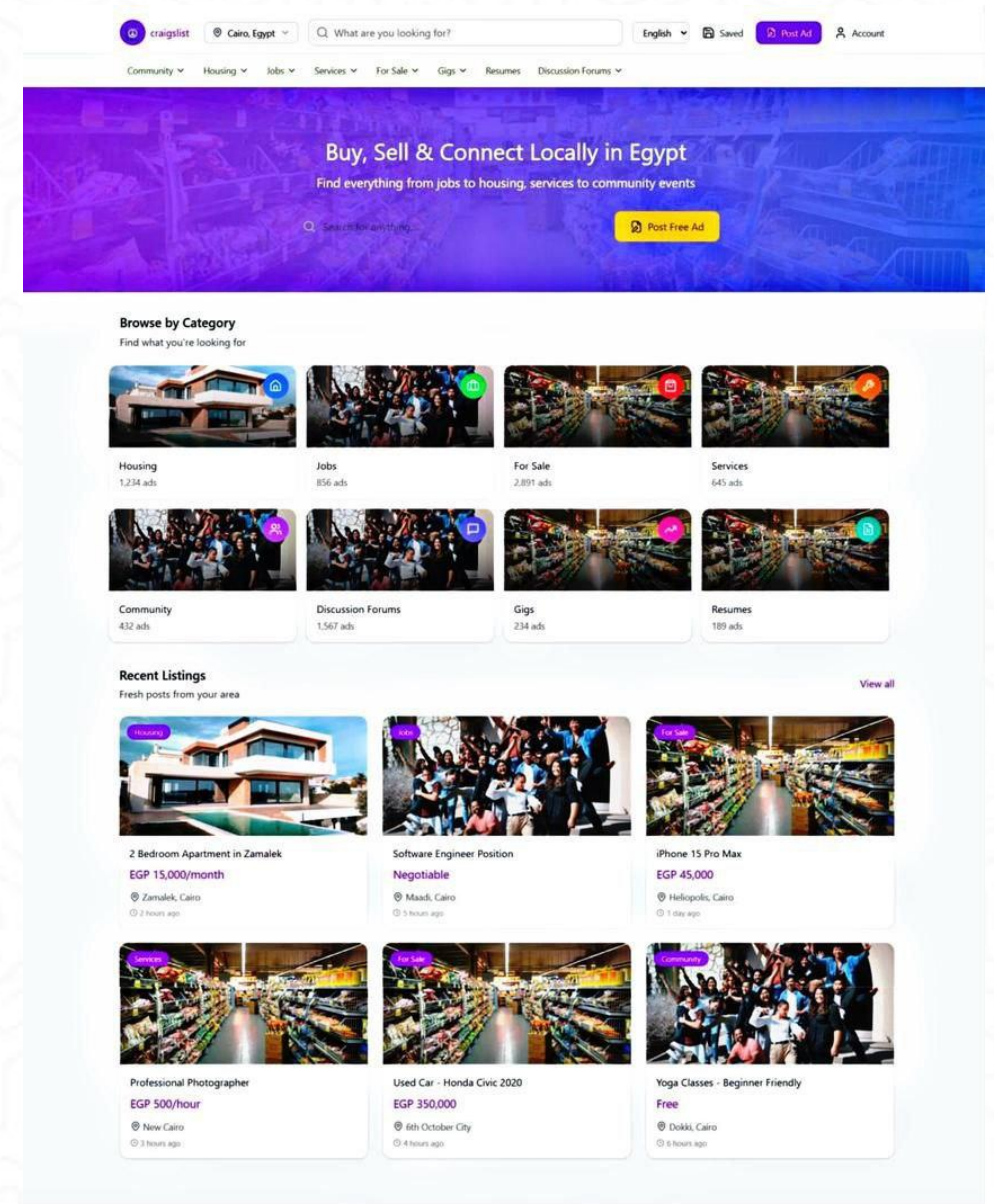 craigslist
Cairo, Egypt
What are you looking for?
English
Saved
Post Ad
Account
Community
Housing
Jobs
Services
For Sale
Gigs
Resumes
Discussion Forums
Buy, Sell & Connect Locally in Egypt
Find everything from jobs to housing, services to community events
Search for anything...
Post Free Ad
Browse by Category
Find what you're looking for
Housing
1,234 ads
Jobs
856 ads
For Sale
2,891 ads
Services
645 ads
Community
432 ads
Discussion Forums
1,567 ads
Gigs
234 ads
Resumes
189 ads
Recent Listings
Fresh posts from your area
View all
Housing
2 Bedroom Apartment in Zamalek
EGP 15,000/month
Zamalek, Cairo
2 hours ago
Jobs
Software Engineer Position
Negotiable
Maadi, Cairo
5 hours ago
For Sale
iPhone 15 Pro Max
EGP 45,000
Heliopolis, Cairo
1 day ago
Services
Professional Photographer
EGP 500/hour
New Cairo
3 hours ago
For Sale
Used Car - Honda Civic 2020
EGP 350,000
6th October City
4 hours ago
Community
Yoga Classes - Beginner Friendly
Free
Dokki, Cairo
6 hours ago